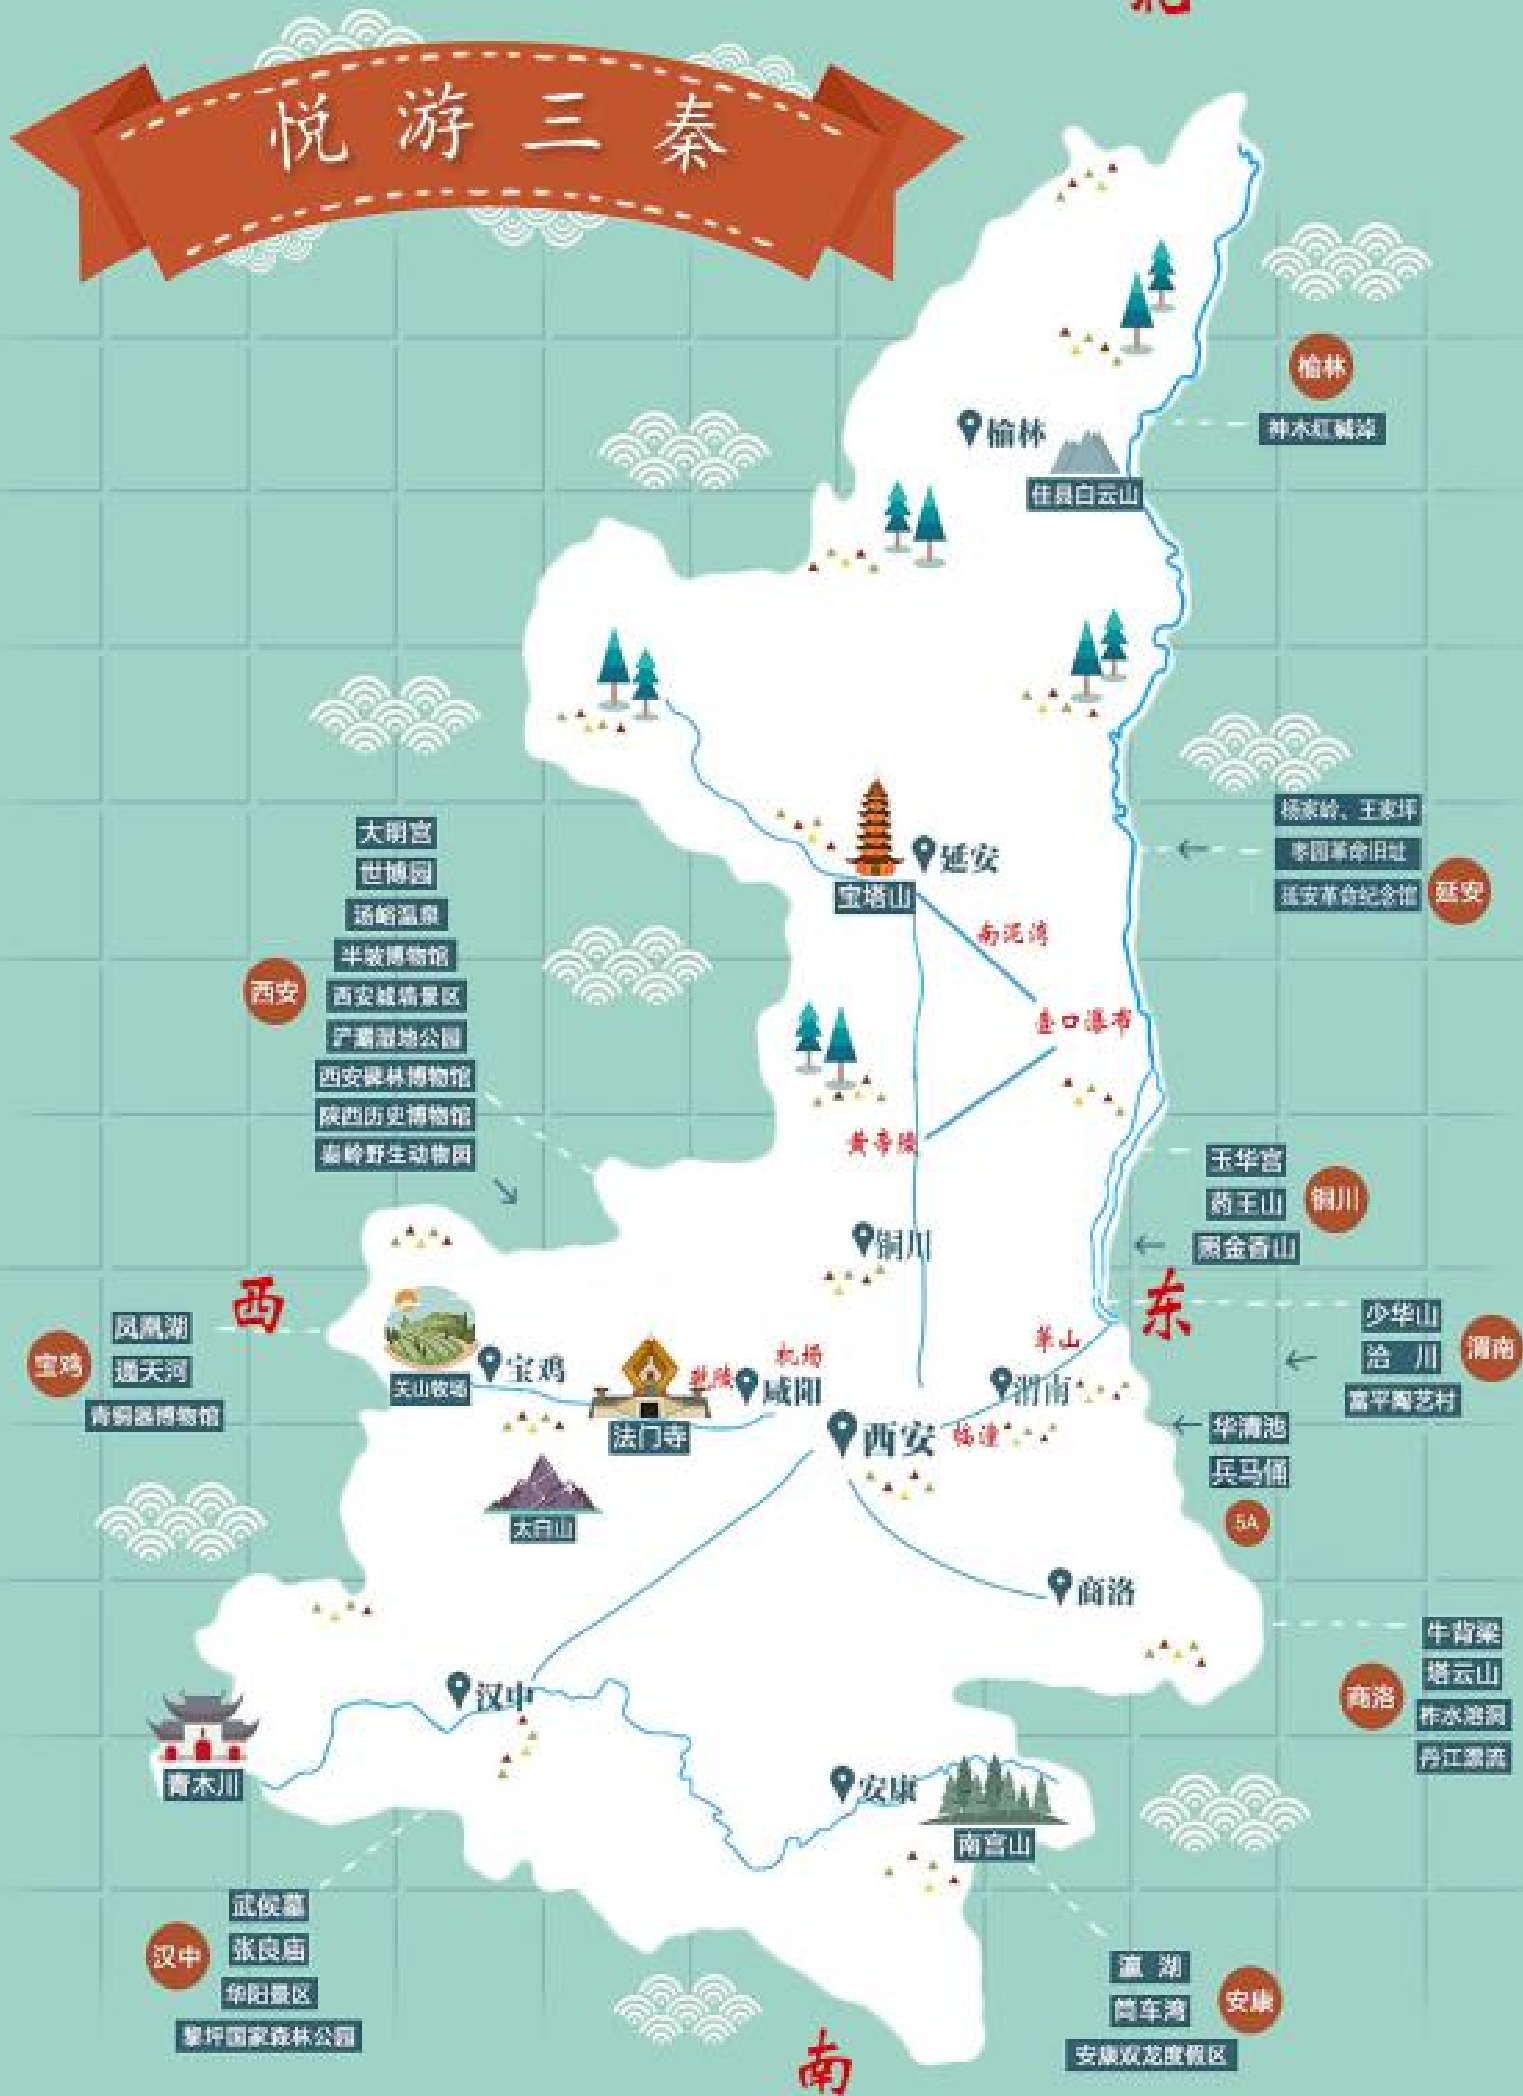 北
悦游三秦
榆林
神木红碱淖
榆林
佳县白云山
大明宫
世博园
汤峪温泉
半坡博物馆
西安城墙景区
浐灞湿地公园
西安碑林博物馆
陕西历史博物馆
秦岭野生动物园
西安
延安
宝塔山
杨家岭、王家坪
枣园革命旧址
延安革命纪念馆
延安
南泥湾
壶口瀑布
黄帝陵
铜川
玉华宫
药王山
照金香山
铜川
西
东
凤凰湖
通天河
青铜器博物馆
宝鸡
关山牧场
宝鸡
法门寺
乾陵
机场
咸阳
西安
临潼
渭南
华山
少华山
洽 川
富平陶艺村
渭南
华清池
兵马俑
5A
太白山
商洛
牛背梁
塔云山
柞水溶洞
丹江漂流
商洛
汉中
青木川
安康
南宫山
武侯墓
张良庙
华阳景区
黎坪国家森林公园
汉中
瀛 湖
筒车湾
安康双龙度假区
安康
南